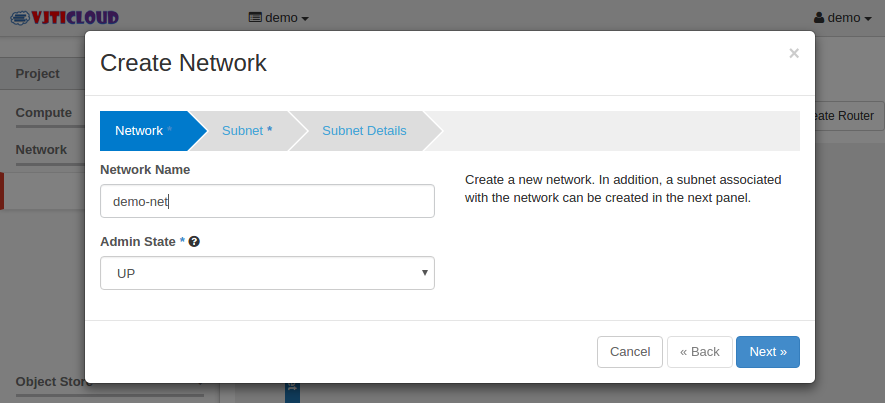 VJTICLOUD
demo
demo
Create Network
×
Project
Compute
Network
Network *
Subnet *
Subnet Details
eate Router
Network Name
demo-net
Create a new network. In addition, a subnet associated
with the network can be created in the next panel.
Admin State *
UP
Cancel
« Back
Next »
Object Store